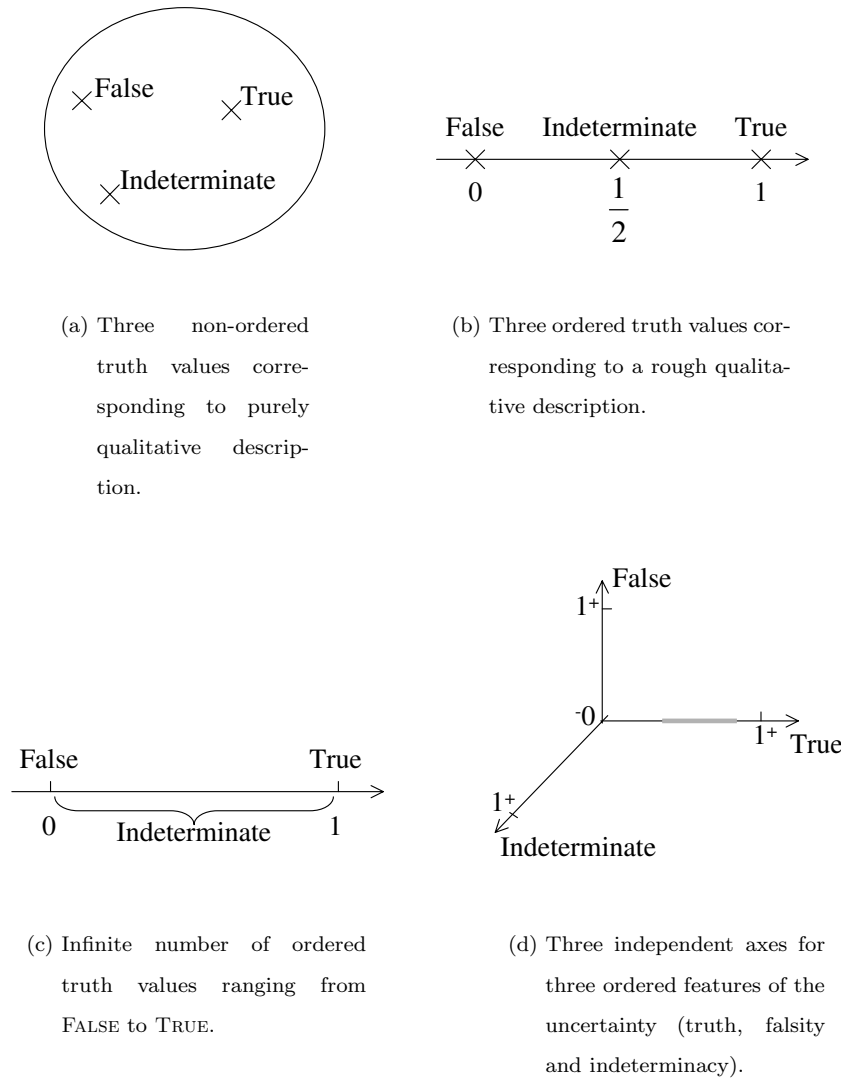 False
True
Indeterminate
False Indeterminate True
0 1/2 1
(a) Three non-ordered
truth values corre-
sponding to purely
qualitative descrip-
tion.
(b) Three ordered truth values cor-
responding to a rough qualita-
tive description.
False True
0 Indeterminate 1
(c) Infinite number of ordered
truth values ranging from
FALSE to TRUE.
False
1⁺
⁻0
1⁺ True
1⁺
Indeterminate
(d) Three independent axes for
three ordered features of the
uncertainty (truth, falsity
and indeterminacy).